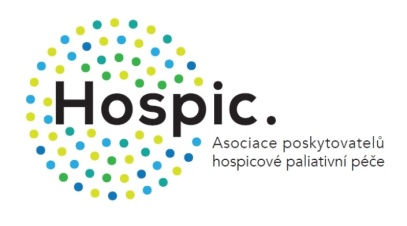 Hospic.
Asociace poskytovatelů
hospicové paliativní péče